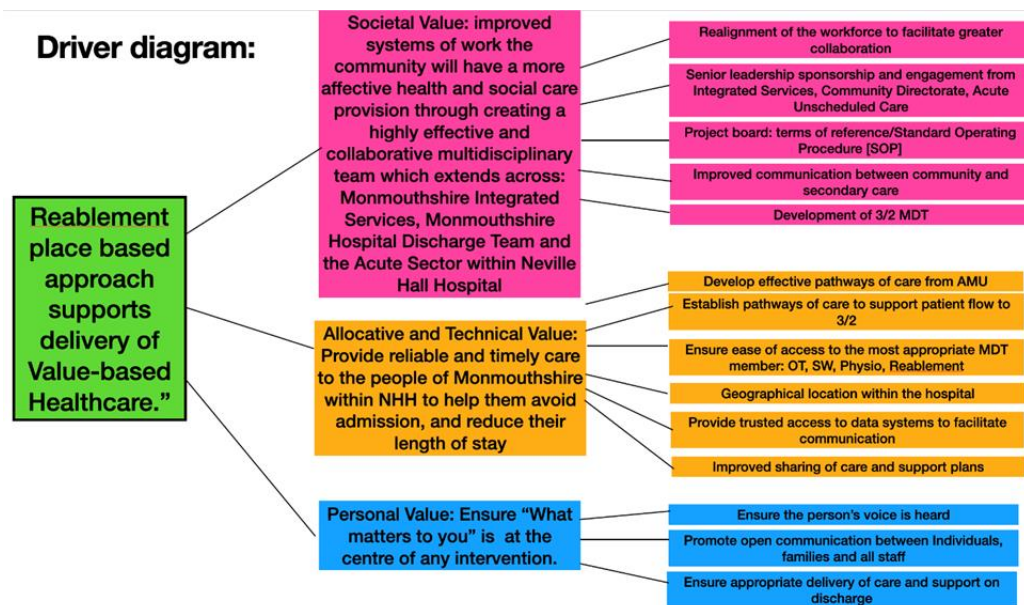 Driver diagram:
Reablement
place based
approach
supports
delivery of
Value-based
Healthcare.”
Societal Value: improved
systems of work the
community will have a more
affective health and social care
provision through creating a
highly effective and
collaborative multidisciplinary
team which extends across:
Monmouthshire Integrated
Services, Monmouthshire
Hospital Discharge Team and
the Acute Sector within Neville
Hall Hospital
Realignment of the workforce to facilitate greater
collaboration
Senior leadership sponsorship and engagement from
Integrated Services, Community Directorate, Acute
Unscheduled Care
Project board: terms of reference/Standard Operating
Procedure [SOP]
Improved communication between community and
secondary care
Development of 3/2 MDT
Allocative and Technical Value:
Provide reliable and timely care
to the people of Monmouthshire
within NHH to help them avoid
admission, and reduce their
length of stay
Develop effective pathways of care from AMU
Establish pathways of care to support patient flow to
3/2
Ensure ease of access to the most appropriate MDT
member: OT, SW, Physio, Reablement
Geographical location within the hospital
Provide trusted access to data systems to facilitate
communication
Improved sharing of care and support plans
Personal Value: Ensure “What
matters to you” is at the
centre of any intervention.
Ensure the person’s voice is heard
Promote open communication between Individuals,
families and all staff
Ensure appropriate delivery of care and support on
discharge